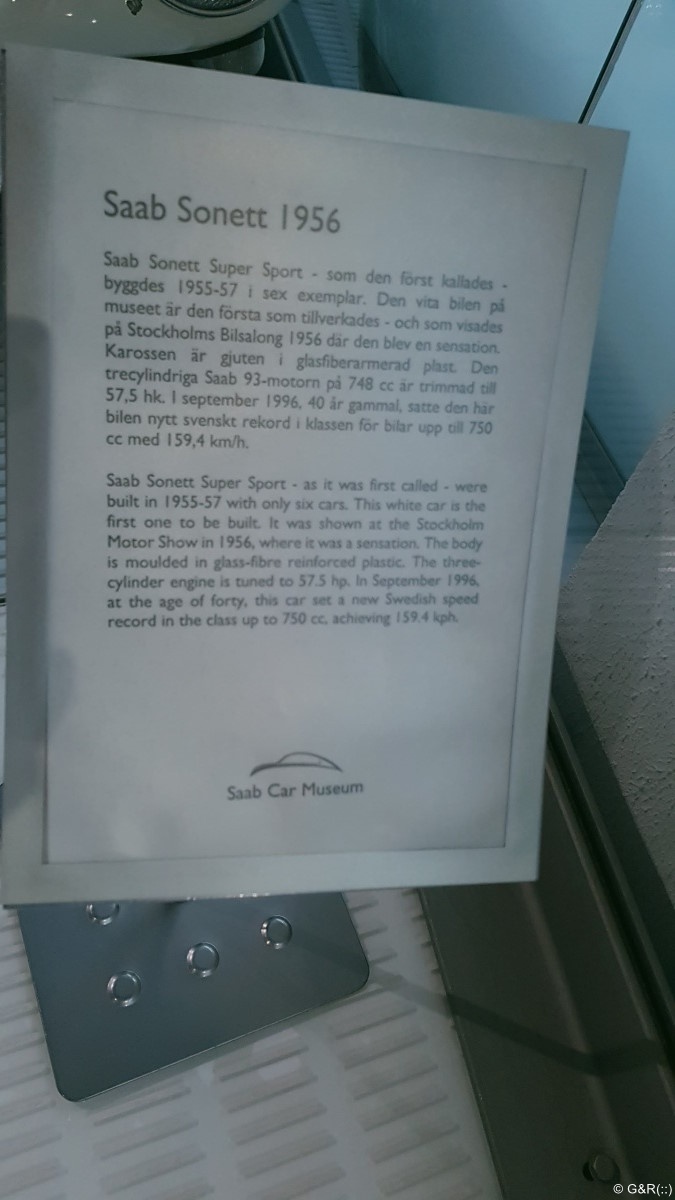 Saab Sonett 1956
Saab Sonett Super Sport - som den först kallades -
byggdes 1955-57 i sex exemplar. Den vita bilen på
museet är den första som tillverkades - och som visades
på Stockholms Bilsalong 1956 där den blev en sensation.
Karossen är gjuten i glasfiberarmerad plast. Den
trecylindriga Saab 93-motorn på 748 cc är trimmad till
57,5 hk. I september 1996, 40 år gammal, satte den här
bilen nytt svenskt rekord i klassen för bilar upp till 750
cc med 159,4 km/h.
Saab Sonett Super Sport - as it was first called - were
built in 1955-57 with only six cars. This white car is the
first one to be built. It was shown at the Stockholm
Motor Show in 1956, where it was a sensation. The body
is moulded in glass-fibre reinforced plastic. The three-
cylinder engine is tuned to 57.5 hp. In September 1996,
at the age of forty, this car set a new Swedish speed
record in the class up to 750 cc, achieving 159.4 kph.
Saab Car Museum
© G&R(::)